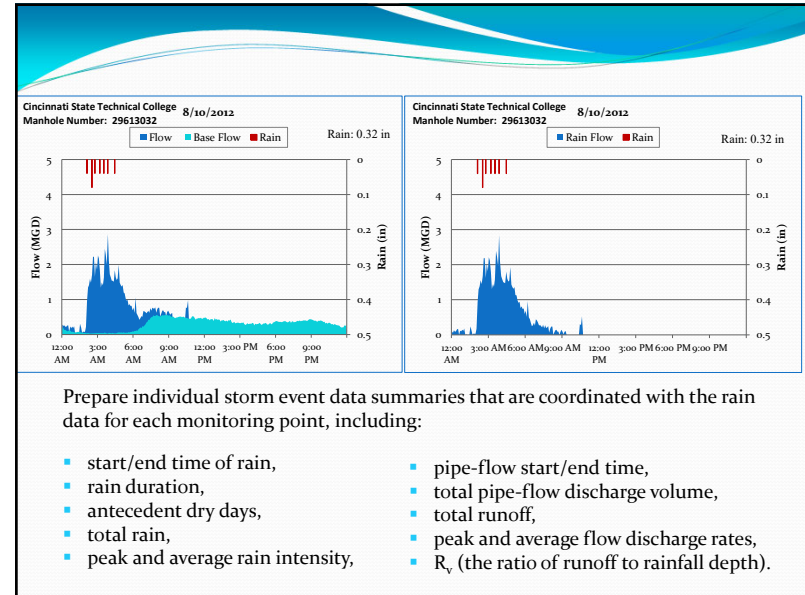 Cincinnati State Technical College 8/10/2012
Manhole Number: 29613032
Flow Base Flow Rain
Rain: 0.32 in
5 4 3 2 1 0
Flow (MGD)
0 0.1 0.2 0.3 0.4 0.5
Rain (in)
12:00 AM 3:00 AM 6:00 AM 9:00 AM 12:00 PM 3:00 PM 6:00 PM 9:00 PM
Cincinnati State Technical College 8/10/2012
Manhole Number: 29613032
Rain Flow Rain
Rain: 0.32 in
5 4 3 2 1 0
Flow (MGD)
0 0.1 0.2 0.3 0.4 0.5
Rain (in)
12:00 AM 3:00 AM 6:00 AM 9:00 AM 12:00 PM 3:00 PM 6:00 PM 9:00 PM
Prepare individual storm event data summaries that are coordinated with the rain
data for each monitoring point, including:
start/end time of rain,
rain duration,
antecedent dry days,
total rain,
peak and average rain intensity,
pipe-flow start/end time,
total pipe-flow discharge volume,
total runoff,
peak and average flow discharge rates,
Rv (the ratio of runoff to rainfall depth).